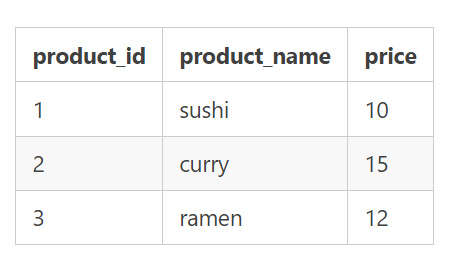 product_id product_name price
1 sushi 10
2 curry 15
3 ramen 12